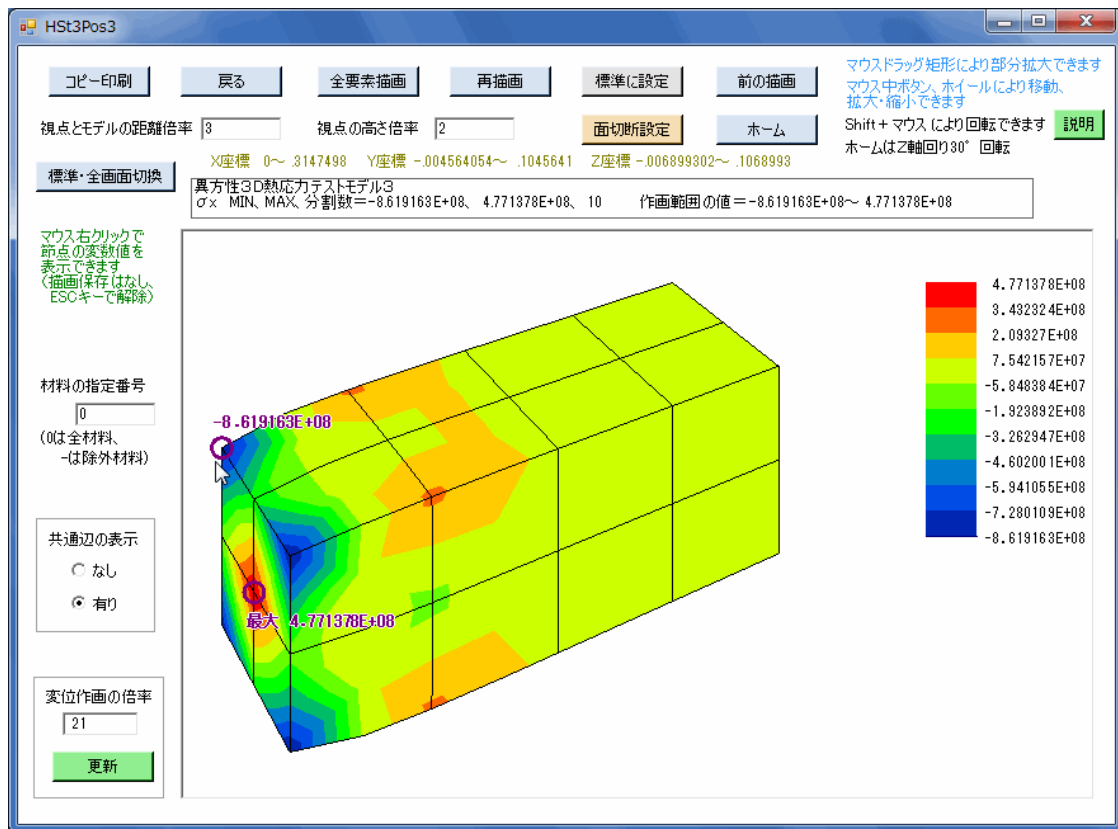 HSt3Pos3
コピー印刷
戻る
全要素描画
再描画
標準に設定
前の描画
マウスドラッグ矩形により部分拡大できます
マウス中ボタン、ホイールにより移動、
拡大・縮小できます
視点とモデルの距離倍率 3
視点の高さ倍率 2
面切断設定
ホーム
Shift+マウスにより回転できます
説明
ホームはZ軸回り30° 回転
標準・全画面切換
X座標 0～ .3147498 Y座標 -.004564054～ .1045641 Z座標 -.006899302～ .1068993
異方性3D熱応力テストモデル3
σx MIN、MAX、分割数=-8.619163E+08、 4.771378E+08、 10 作画範囲の値=-8.619163E+08～ 4.771378E+08
マウス右クリックで
節点の変数値を
表示できます
(描画保存はなし、
ESCキーで解除)
材料の指定番号
0
(0は全材料、
-は除外材料)
共通辺の表示
なし
有り
変位作画の倍率
21
更新
-8.619163E+08
最大 4.771378E+08
4.771378E+08
3.432324E+08
2.09327E+08
7.542157E+07
-5.848384E+07
-1.923892E+08
-3.262947E+08
-4.602001E+08
-5.941055E+08
-7.280109E+08
-8.619163E+08